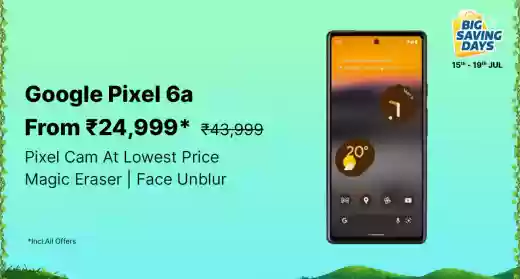 BIG
SAVING
DAYS
15th - 19th JUL
Google Pixel 6a
From ₹24,999* ₹43,999
Pixel Cam At Lowest Price
Magic Eraser | Face Unblur
20°
*Incl.All Offers